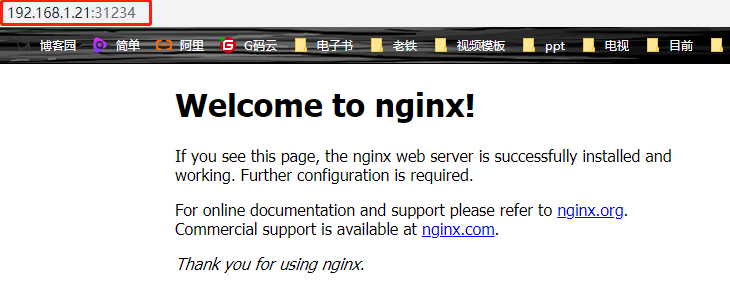 192.168.1.21:31234
博客园 简单 阿里 G码云 电子书 老铁 视频模板 ppt 电视 目前
Welcome to nginx!
If you see this page, the nginx web server is successfully installed and
working. Further configuration is required.
For online documentation and support please refer to nginx.org.
Commercial support is available at nginx.com.
Thank you for using nginx.